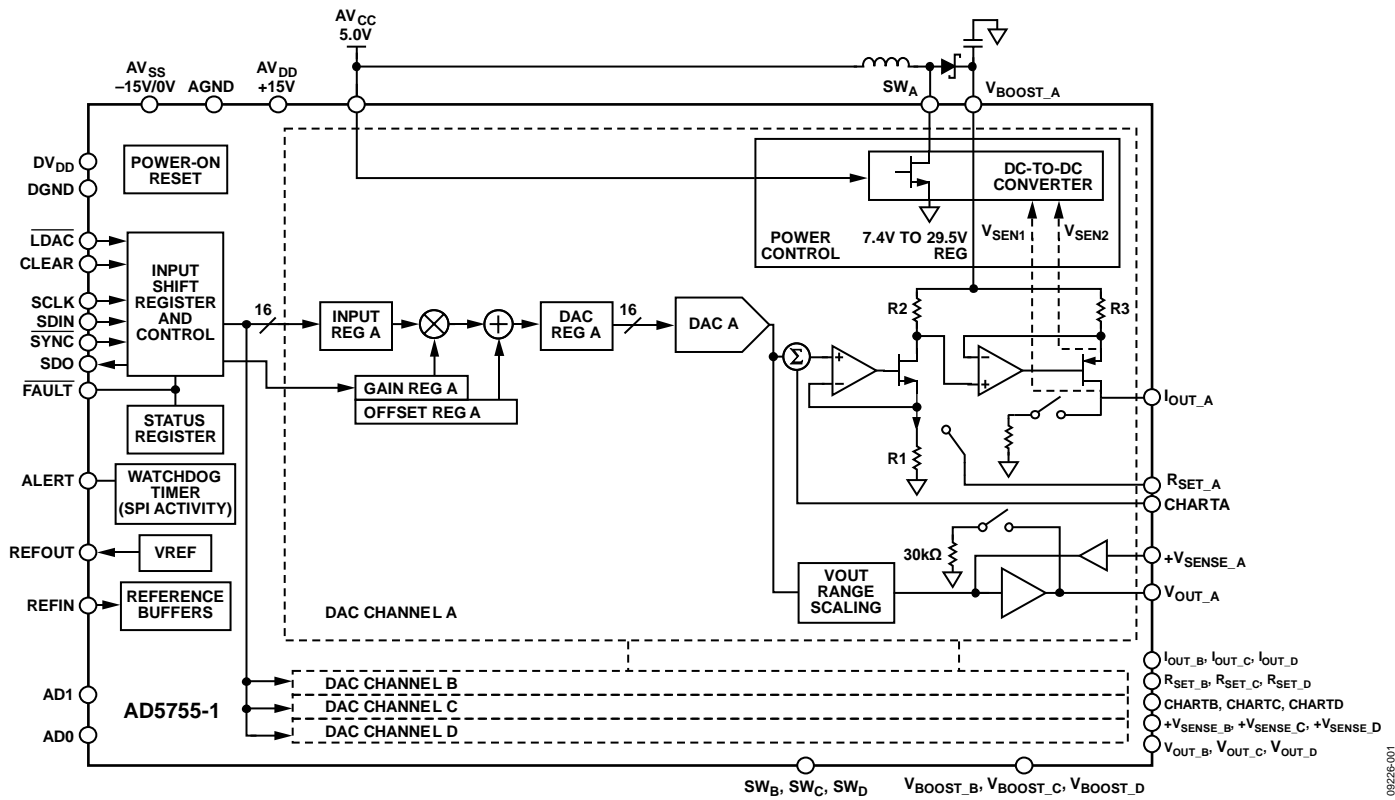 AVCC
5.0V
AVSS
–15V/0V
AGND
AVDD
+15V
SWA
VBOOST_A
DVDD
DGND
POWER-ON
RESET
DC-TO-DC
CONVERTER
POWER
CONTROL
7.4V TO 29.5V
REG
VSEN1
VSEN2
LDAC
CLEAR
SCLK
SDIN
SYNC
SDO
FAULT
INPUT
SHIFT
REGISTER
AND
CONTROL
STATUS
REGISTER
16
INPUT
REG A
GAIN REG A
OFFSET REG A
DAC
REG A
16
DAC A
Σ
R2
R3
R1
IOUT_A
RSET_A
CHARTA
ALERT
WATCHDOG
TIMER
(SPI ACTIVITY)
REFOUT
VREF
REFIN
REFERENCE
BUFFERS
30kΩ
VOUT
RANGE
SCALING
+VSENSE_A
VOUT_A
DAC CHANNEL A
DAC CHANNEL B
DAC CHANNEL C
DAC CHANNEL D
AD1
AD0
AD5755-1
IOUT_B, IOUT_C, IOUT_D
RSET_B, RSET_C, RSET_D
CHARTB, CHARTC, CHARTD
+VSENSE_B, +VSENSE_C, +VSENSE_D
VOUT_B, VOUT_C, VOUT_D
SWB, SWC, SWD
VBOOST_B, VBOOST_C, VBOOST_D
09226-001